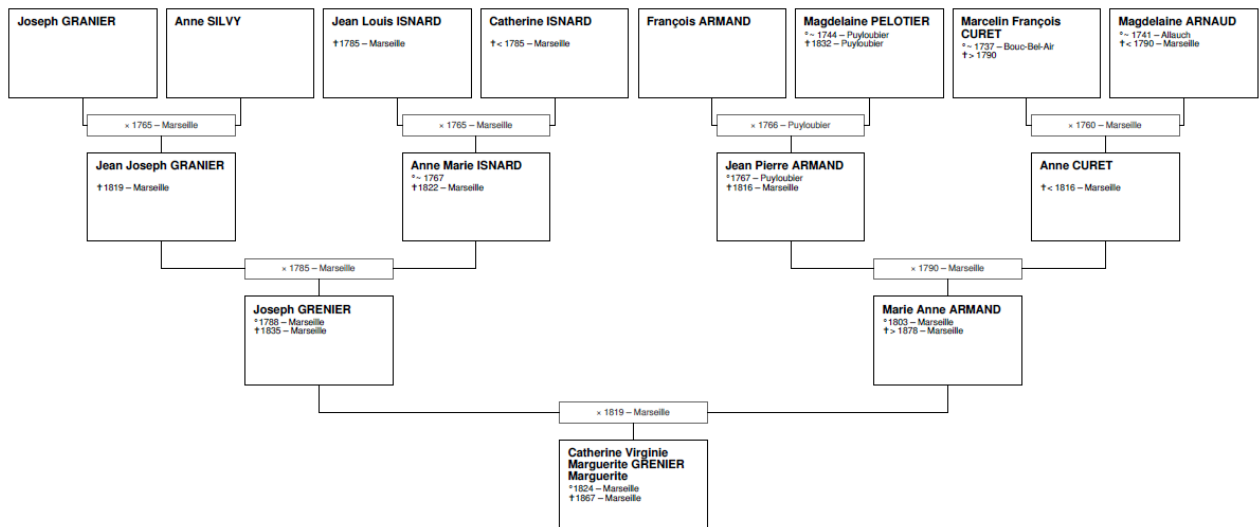 Joseph GRANIER
Anne SILVY
Jean Louis ISNARD
✝1785 – Marseille
Catherine ISNARD
✝< 1785 – Marseille
François ARMAND
Magdelaine PELOTIER
°~ 1744 – Puyloubier
✝1832 – Puyloubier
Marcelin François
CURET
°~ 1737 – Bouc-Bel-Air
✝> 1790
Magdelaine ARNAUD
°~ 1741 – Allauch
✝< 1790 – Marseille
× 1765 – Marseille
× 1765 – Marseille
× 1766 – Puyloubier
× 1760 – Marseille
Jean Joseph GRANIER
✝1819 – Marseille
Anne Marie ISNARD
°~ 1767
✝1822 – Marseille
Jean Pierre ARMAND
°1767 – Puyloubier
✝1816 – Marseille
Anne CURET
✝< 1816 – Marseille
× 1785 – Marseille
× 1790 – Marseille
Joseph GRENIER
°1788 – Marseille
✝1835 – Marseille
Marie Anne ARMAND
°1803 – Marseille
✝> 1878 – Marseille
× 1819 – Marseille
Catherine Virginie
Marguerite GRENIER
Marguerite
°1824 – Marseille
✝1867 – Marseille